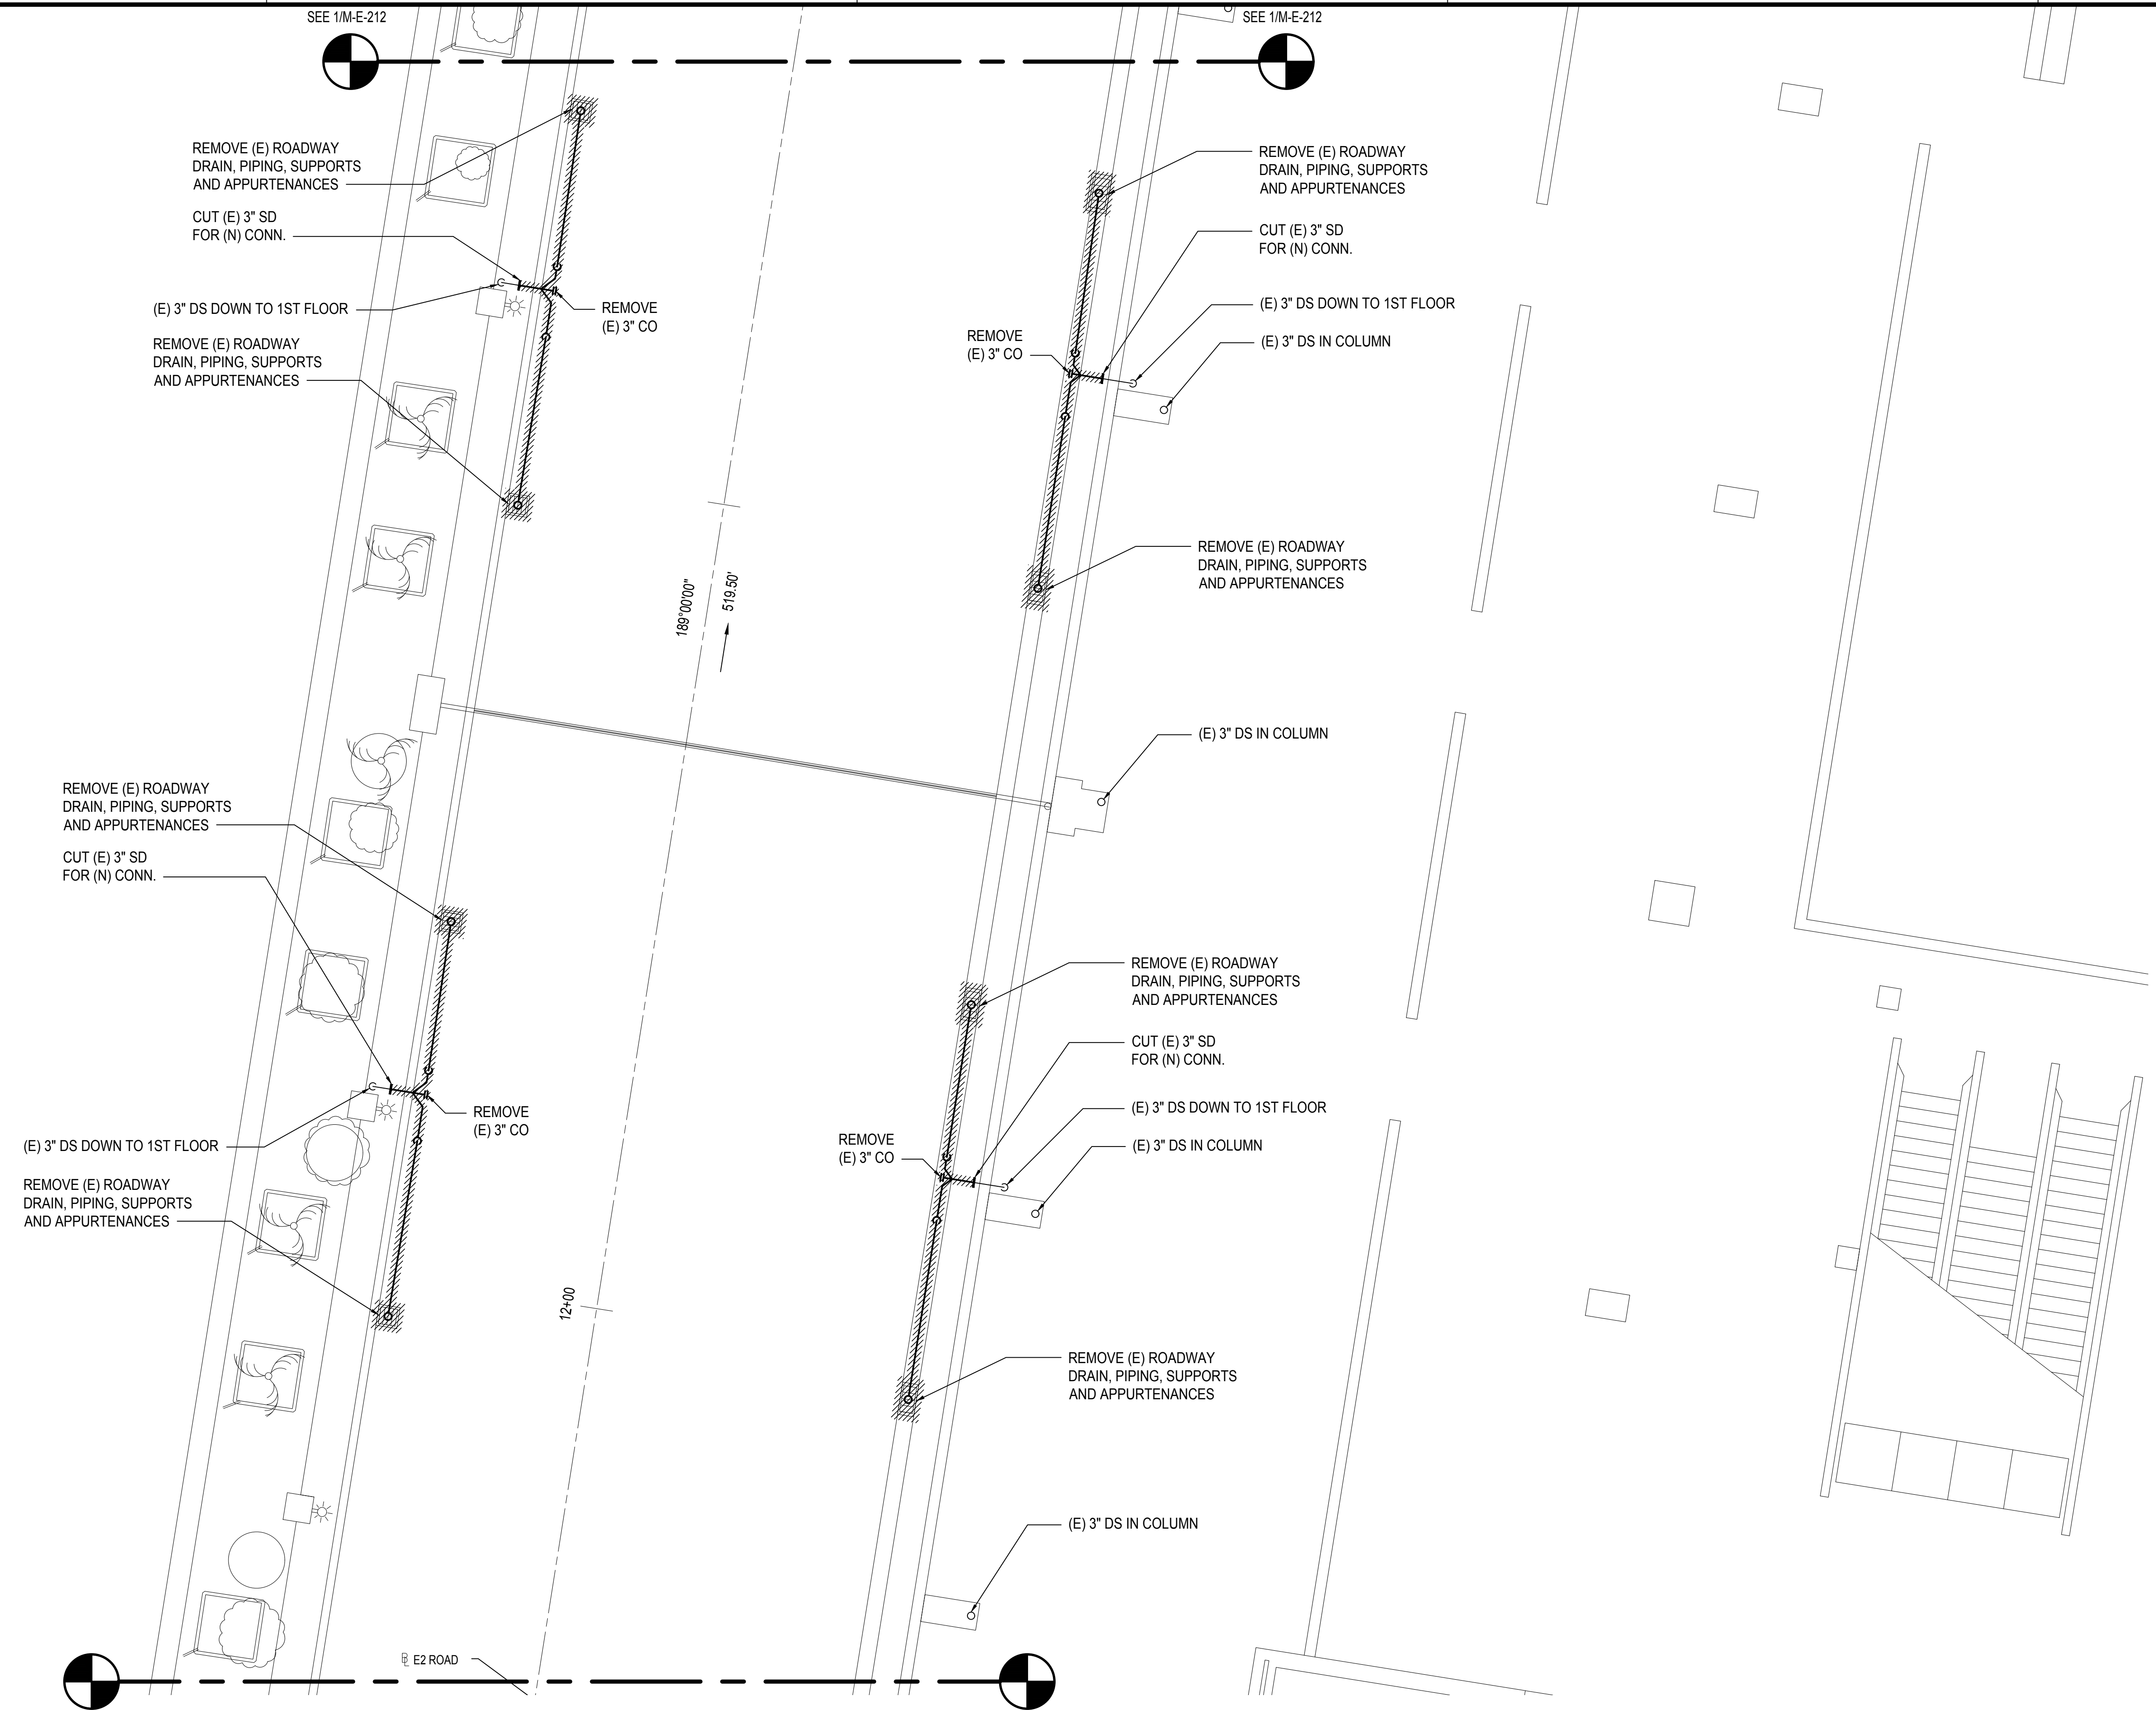 SEE 1/M-E-212
SEE 1/M-E-212
REMOVE (E) ROADWAY
DRAIN, PIPING, SUPPORTS
AND APPURTENANCES
CUT (E) 3" SD
FOR (N) CONN.
(E) 3" DS DOWN TO 1ST FLOOR
REMOVE (E) ROADWAY
DRAIN, PIPING, SUPPORTS
AND APPURTENANCES
REMOVE
(E) 3" CO
REMOVE (E) ROADWAY
DRAIN, PIPING, SUPPORTS
AND APPURTENANCES
CUT (E) 3" SD
FOR (N) CONN.
(E) 3" DS DOWN TO 1ST FLOOR
(E) 3" DS IN COLUMN
REMOVE
(E) 3" CO
REMOVE (E) ROADWAY
DRAIN, PIPING, SUPPORTS
AND APPURTENANCES
189°00'00"
519.50'
(E) 3" DS IN COLUMN
REMOVE (E) ROADWAY
DRAIN, PIPING, SUPPORTS
AND APPURTENANCES
CUT (E) 3" SD
FOR (N) CONN.
REMOVE
(E) 3" CO
(E) 3" DS DOWN TO 1ST FLOOR
REMOVE (E) ROADWAY
DRAIN, PIPING, SUPPORTS
AND APPURTENANCES
REMOVE (E) ROADWAY
DRAIN, PIPING, SUPPORTS
AND APPURTENANCES
CUT (E) 3" SD
FOR (N) CONN.
(E) 3" DS DOWN TO 1ST FLOOR
(E) 3" DS IN COLUMN
REMOVE
(E) 3" CO
12+00
REMOVE (E) ROADWAY
DRAIN, PIPING, SUPPORTS
AND APPURTENANCES
(E) 3" DS IN COLUMN
BL E2 ROAD